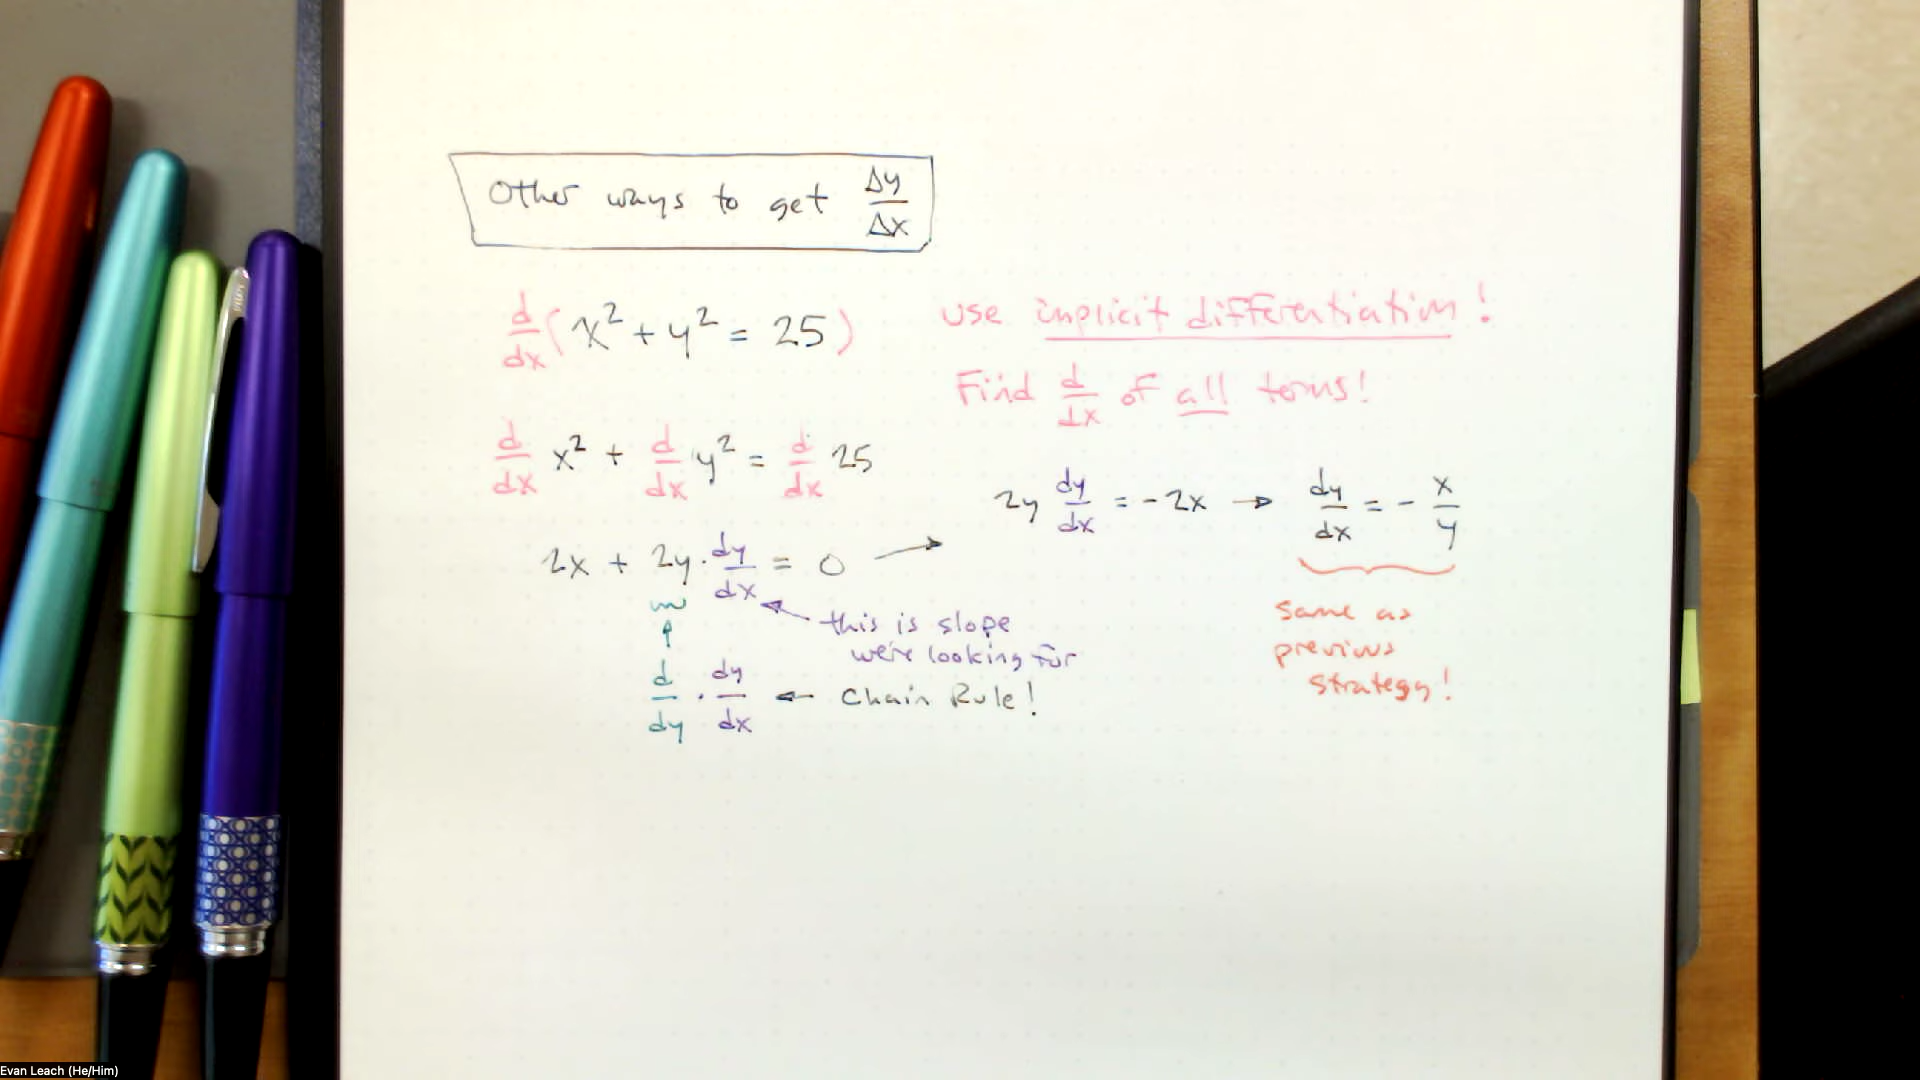 Other ways to get Δy/Δx
d/dx ( x² + y² = 25 )
use implicit differentiation!
Find d/dx of all terms!
d/dx x² + d/dx y² = d/dx 25
2x + 2y · dy/dx = 0 →
2y dy/dx = -2x → dy/dx = - x/y
this is slope
we're looking for
d/dy · dy/dx ← Chain Rule!
same as
previous
strategy!
Evan Leach (He/Him)